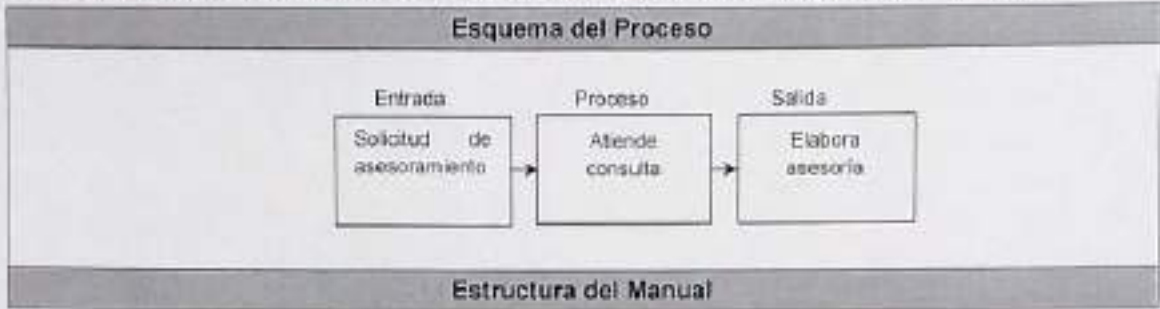 Esquema del Proceso
Entrada
Proceso
Salida
Solicitud de
asesoramiento
Atiende
consulta
Elabora
asesoría
Estructura del Manual